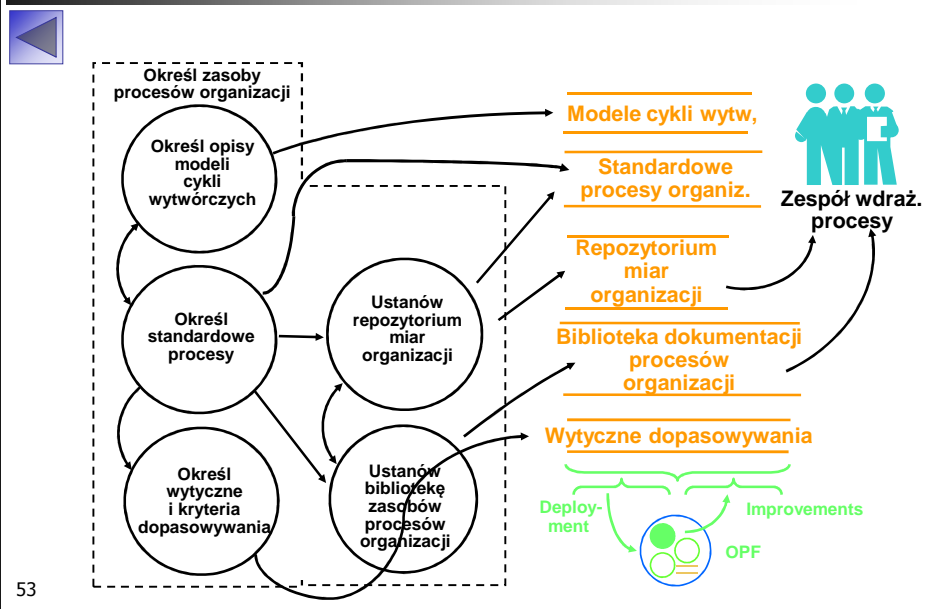 Określ zasoby
procesów organizacji
Określ opisy
modeli
cykli
wytwórczych
Określ
standardowe
procesy
Określ
wytyczne
i kryteria
dopasowywania
Ustanów
repozytorium
miar
organizacji
Ustanów
bibliotekę
zasobów
procesów
organizacji
Modele cykli wytw,
Standardowe
procesy organiz.
Repozytorium
miar
organizacji
Biblioteka dokumentacji
procesów
organizacji
Wytyczne dopasowywania
Zespół wdraż.
procesy
Deploy-
ment
Improvements
OPF
53